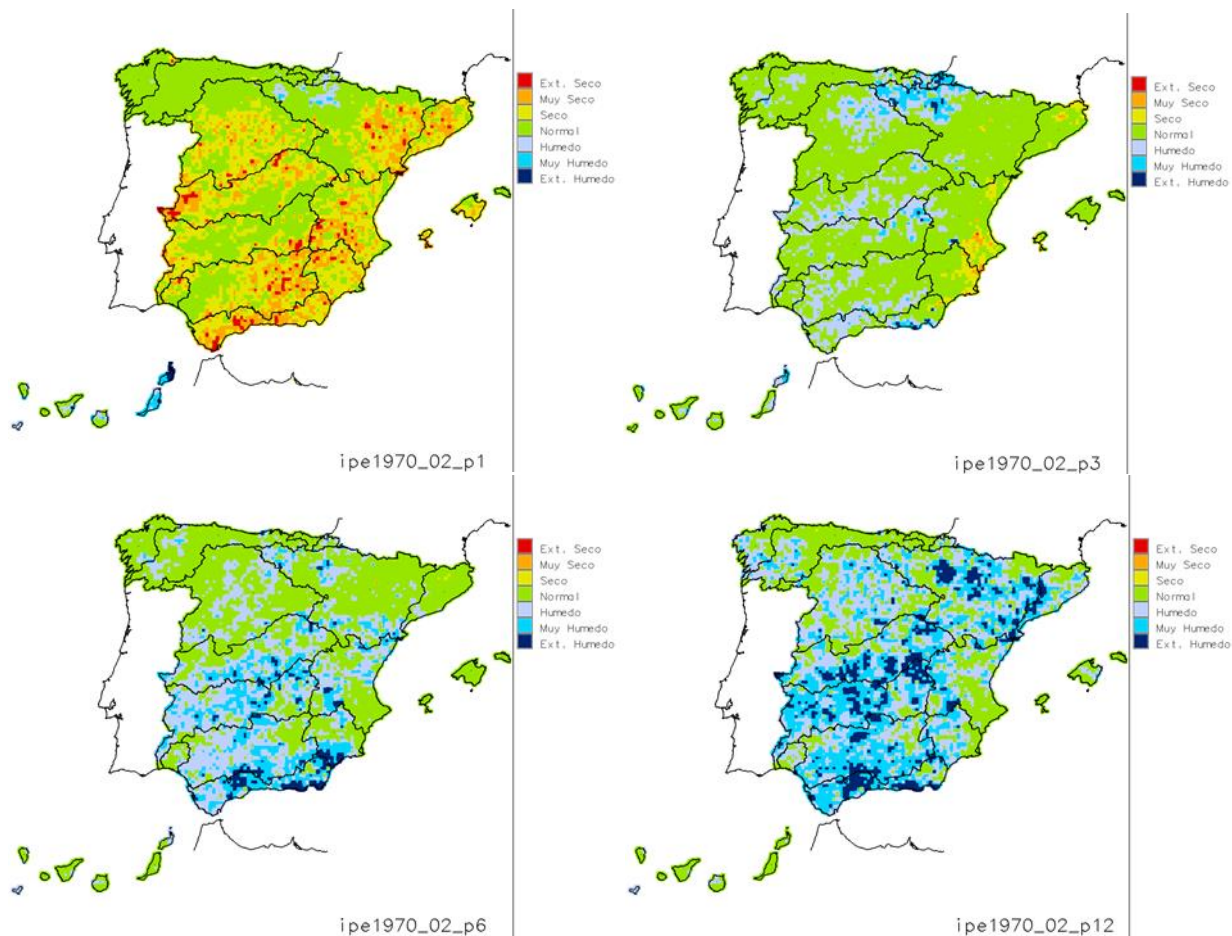 Ext. Seco
Muy Seco
Seco
Normal
Humedo
Muy Humedo
Ext. Humedo
ipe1970_02_p1
Ext. Seco
Muy Seco
Seco
Normal
Humedo
Muy Humedo
Ext. Humedo
ipe1970_02_p3
Ext. Seco
Muy Seco
Seco
Normal
Humedo
Muy Humedo
Ext. Humedo
ipe1970_02_p6
Ext. Seco
Muy Seco
Seco
Normal
Humedo
Muy Humedo
Ext. Humedo
ipe1970_02_p12